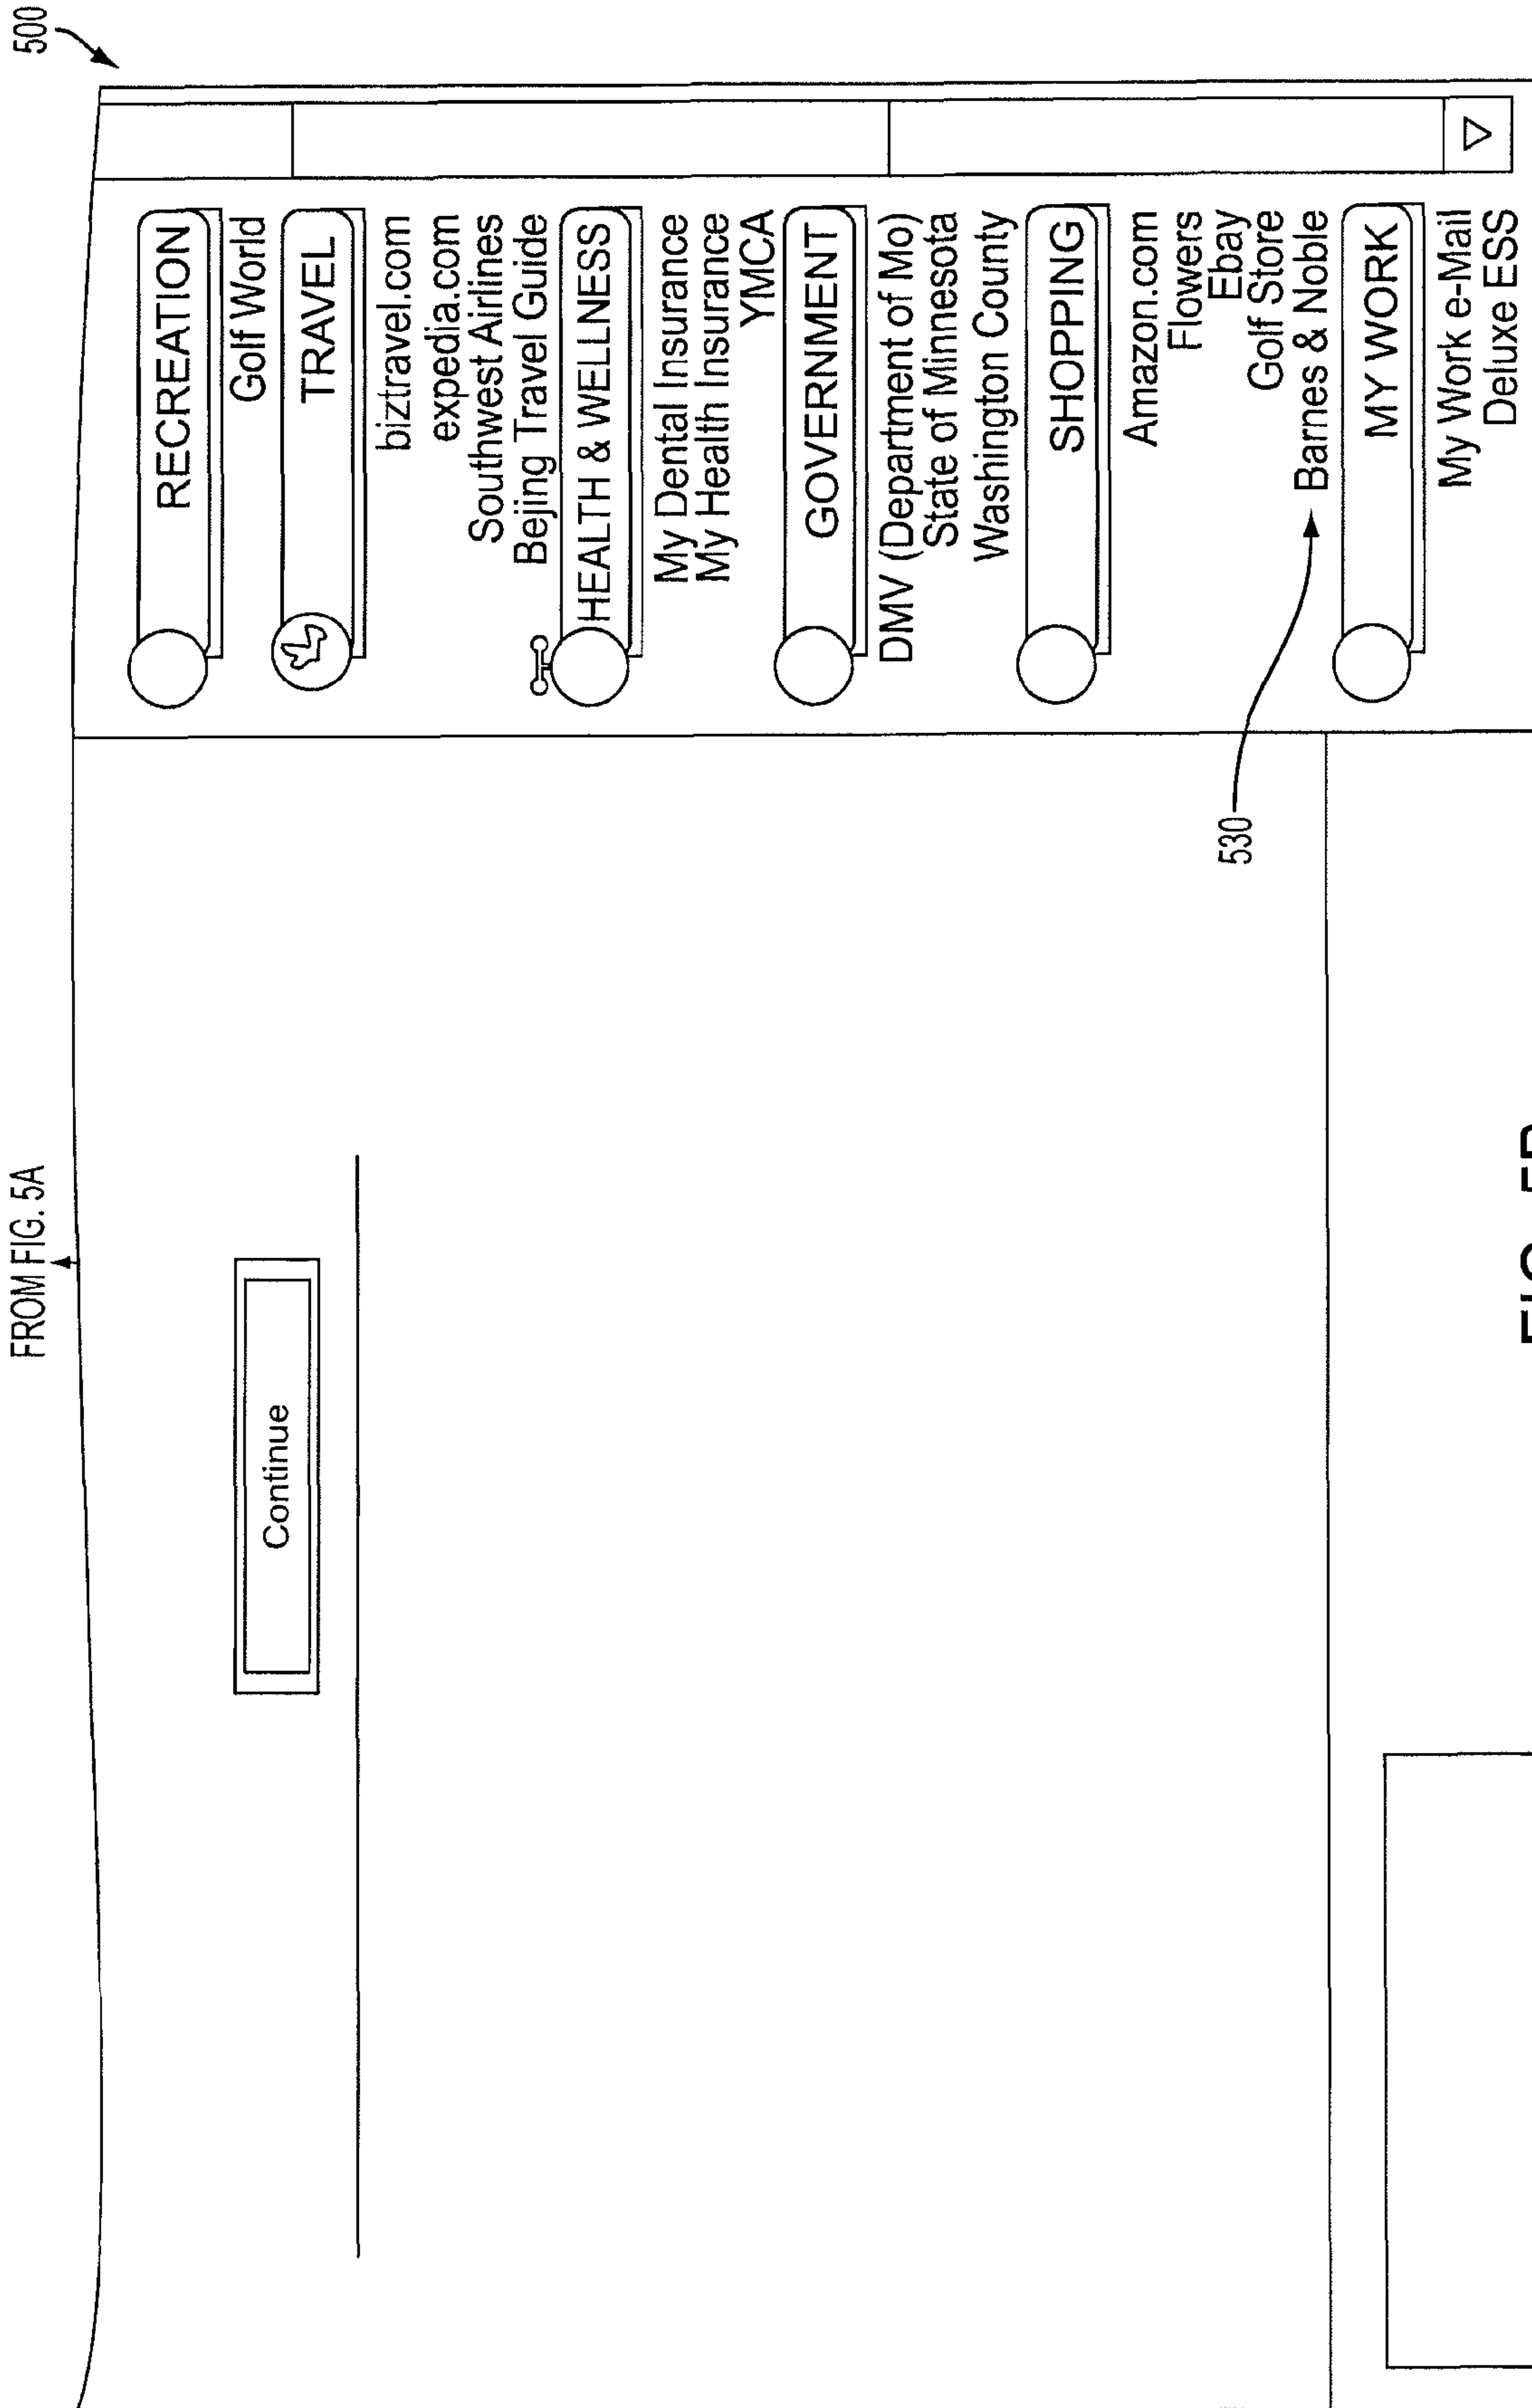 FROM FIG. 5A
500
RECREATION
Golf World
TRAVEL
biztravel.com
expedia.com
Southwest Airlines
Bejing Travel Guide
HEALTH & WELLNESS
My Dental Insurance
My Health Insurance
YMCA
GOVERNMENT
DMV (Department of Mo)
State of Minnesota
Washington County
SHOPPING
Amazon.com
Flowers
Ebay
Golf Store
Barnes & Noble
530
MY WORK
My Work e-Mail
Deluxe ESS
Continue